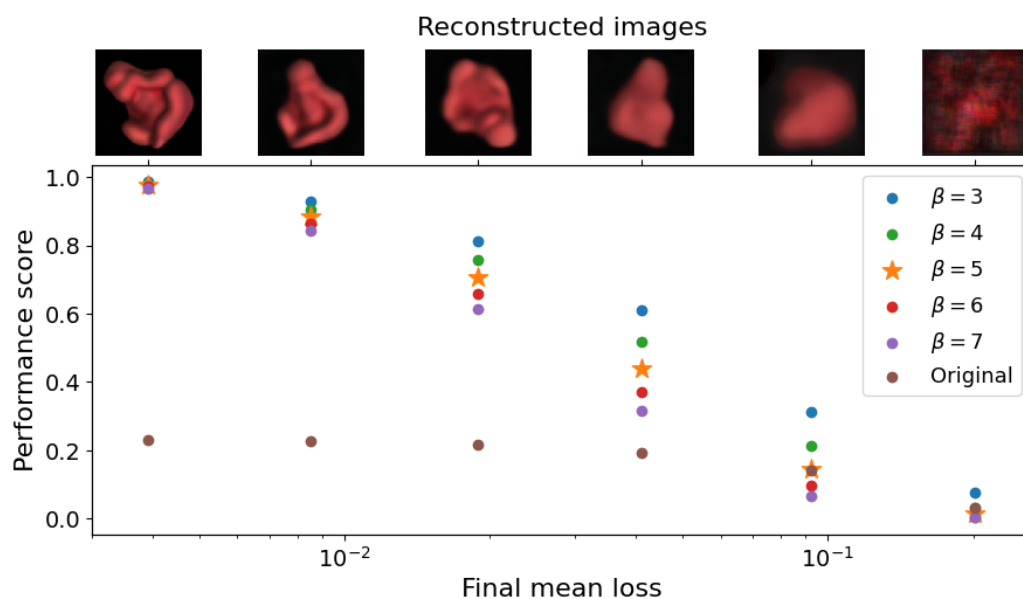 Reconstructed images
1.0
0.8
0.6
0.4
0.2
0.0
Performance score
β = 3
β = 4
β = 5
β = 6
β = 7
Original
10⁻²
10⁻¹
Final mean loss